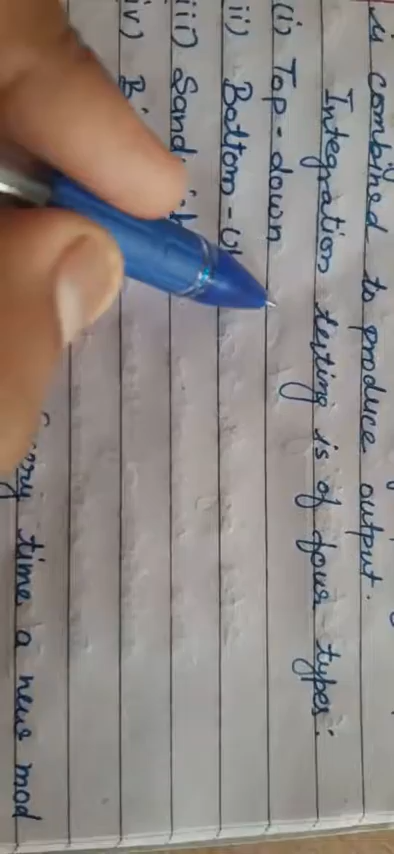 is combined to produce output.
Integration testing is of four types:
(i) Top-down
ii) Bottom-
iii)
iv)
time a new mod